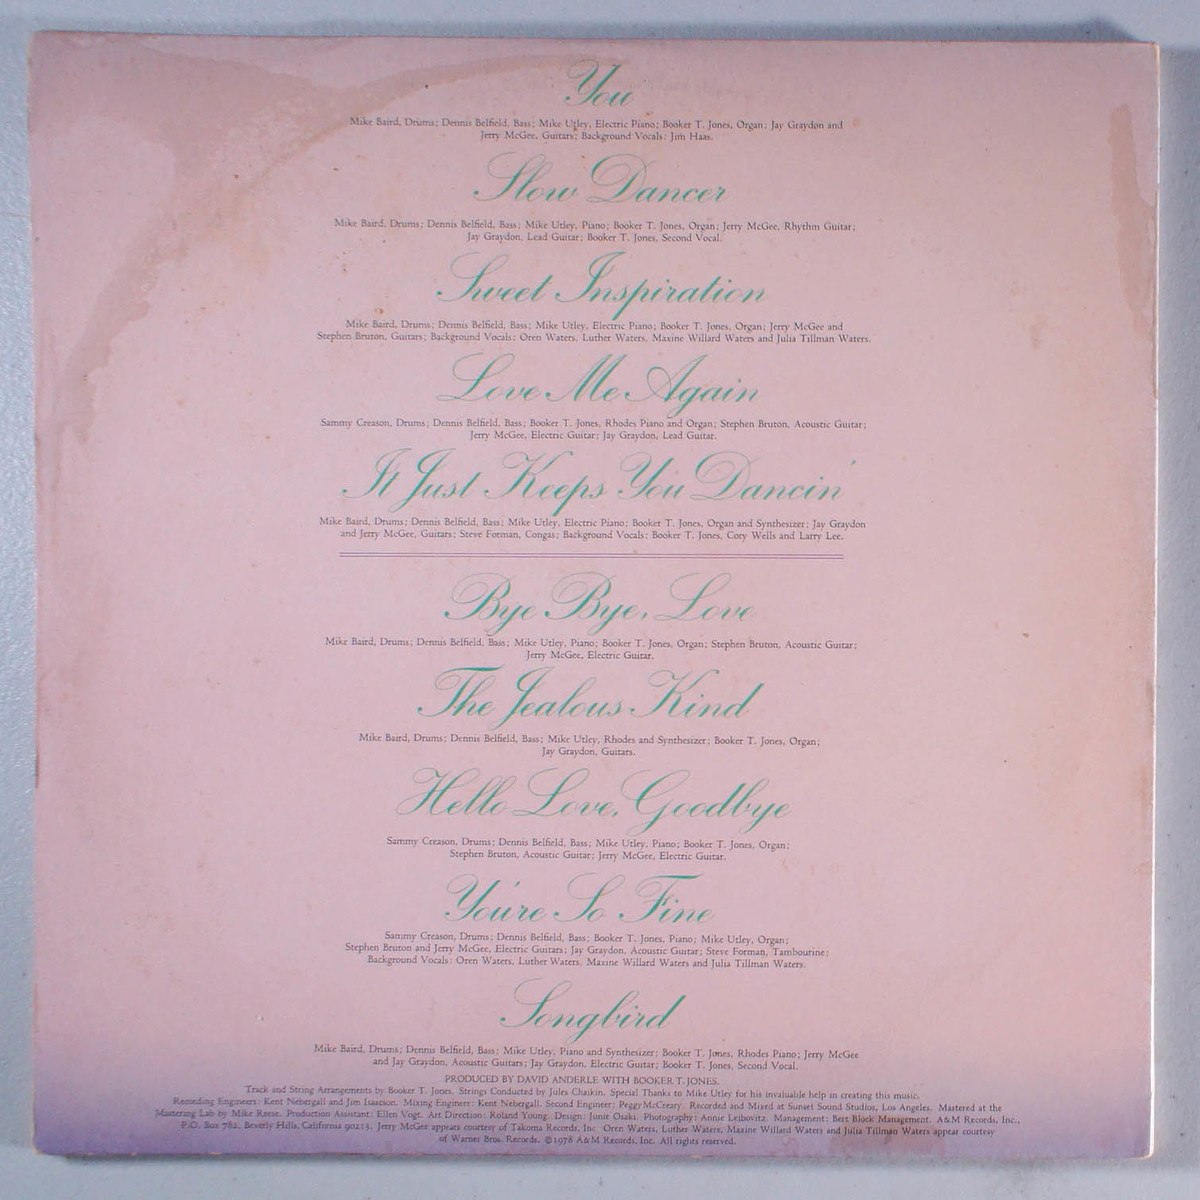 You
Mike Baird, Drums; Dennis Belfield, Bass; Mike Utley, Electric Piano; Booker T. Jones, Organ; Jay Graydon and
Jerry McGee, Guitars; Background Vocals: Jim Haas.
Slow Dancer
Mike Baird, Drums; Dennis Belfield, Bass; Mike Utley, Piano; Booker T. Jones, Organ; Jerry McGee, Rhythm Guitar;
Jay Graydon, Lead Guitar; Booker T. Jones, Second Vocal.
Sweet Inspiration
Mike Baird, Drums; Dennis Belfield, Bass; Mike Utley, Electric Piano; Booker T. Jones, Organ; Jerry McGee and
Stephen Bruton, Guitars; Background Vocals: Oren Waters, Luther Waters, Maxine Willard Waters and Julia Tillman Waters.
Love Me Again
Sammy Creason, Drums; Dennis Belfield, Bass; Booker T. Jones, Rhodes Piano and Organ; Stephen Bruton, Acoustic Guitar;
Jerry McGee, Electric Guitar; Jay Graydon, Lead Guitar.
It Just Keeps You Dancin'
Mike Baird, Drums; Dennis Belfield, Bass; Mike Utley, Electric Piano; Booker T. Jones, Organ and Synthesizer; Jay Graydon
and Jerry McGee, Guitars; Steve Forman, Congas; Background Vocals: Booker T. Jones, Cory Wells and Larry Lee.
Bye Bye, Love
Mike Baird, Drums; Dennis Belfield, Bass; Mike Utley, Piano; Booker T. Jones, Organ; Stephen Bruton, Acoustic Guitar;
Jerry McGee, Electric Guitar.
The Jealous Kind
Mike Baird, Drums; Dennis Belfield, Bass; Mike Utley, Rhodes and Synthesizer; Booker T. Jones, Organ;
Jay Graydon, Guitars.
Hello Love, Goodbye
Sammy Creason, Drums; Dennis Belfield, Bass; Mike Utley, Piano; Booker T. Jones, Organ;
Stephen Bruton, Acoustic Guitar; Jerry McGee, Electric Guitar.
You're So Fine
Sammy Creason, Drums; Dennis Belfield, Bass; Booker T. Jones, Piano; Mike Utley, Organ;
Stephen Bruton and Jerry McGee, Electric Guitars; Jay Graydon, Acoustic Guitar; Steve Forman, Tambourine;
Background Vocals: Oren Waters, Luther Waters, Maxine Willard Waters and Julia Tillman Waters.
Songbird
Mike Baird, Drums; Dennis Belfield, Bass; Mike Utley, Piano and Synthesizer; Booker T. Jones, Rhodes Piano; Jerry McGee
and Jay Graydon, Acoustic Guitars; Jay Graydon, Electric Guitar; Booker T. Jones, Second Vocal.
PRODUCED BY DAVID ANDERLE WITH BOOKER T. JONES.
Track and String Arrangements by Booker T. Jones. Strings Conducted by Jules Chaikin. Special Thanks to Mike Utley for his invaluable help in creating this music.
Recording Engineers: Kent Nebergall and Jim Isaacson. Mixing Engineer: Kent Nebergall. Second Engineer: Peggy McCreary. Recorded and Mixed at Sunset Sound Studios, Los Angeles. Mastered at the
Mastering Lab by Mike Reese. Production Assistant: Ellen Vogt. Art Direction: Roland Young. Design: Junie Osaki. Photography: Annie Leibovitz. Management: Bert Block Management. A&M Records, Inc.,
P.O. Box 782, Beverly Hills, California 90213. Jerry McGee appears courtesy of Takoma Records, Inc. Oren Waters, Luther Waters, Maxine Willard Waters and Julia Tillman Waters appear courtesy
of Warner Bros. Records. ©1978 A&M Records, Inc. All rights reserved.